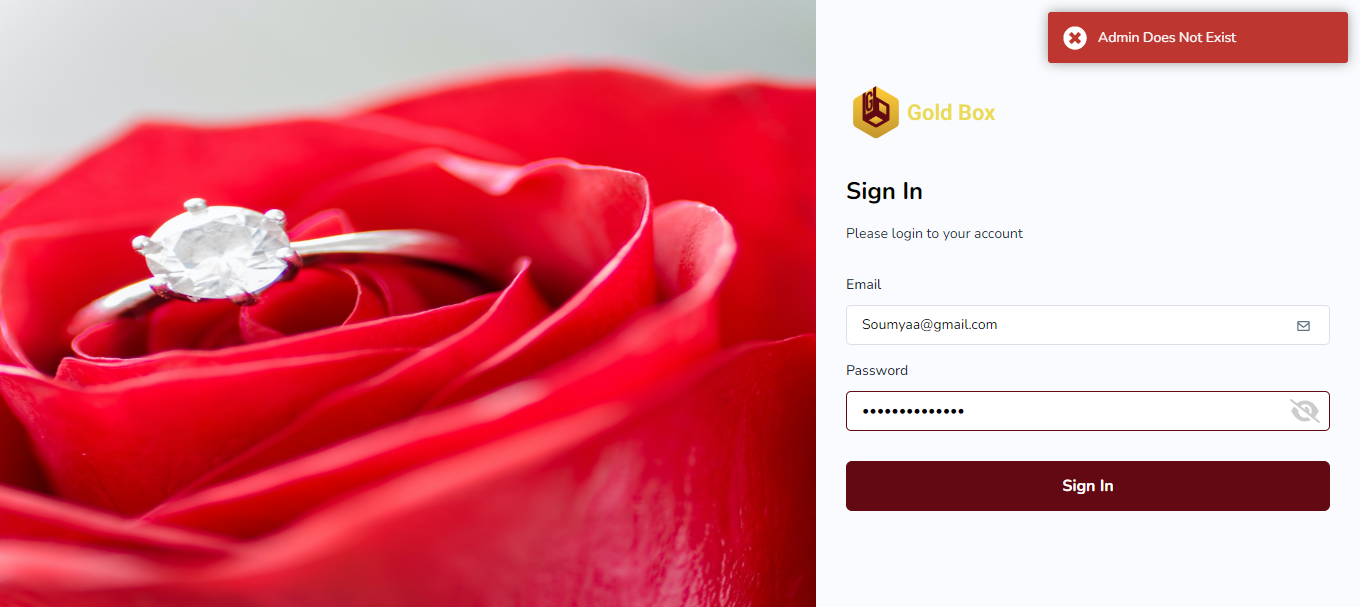 Admin Does Not Exist
Gold Box
Sign In
Please login to your account
Email
Soumyaa@gmail.com
Password
••••••••••••••
Sign In